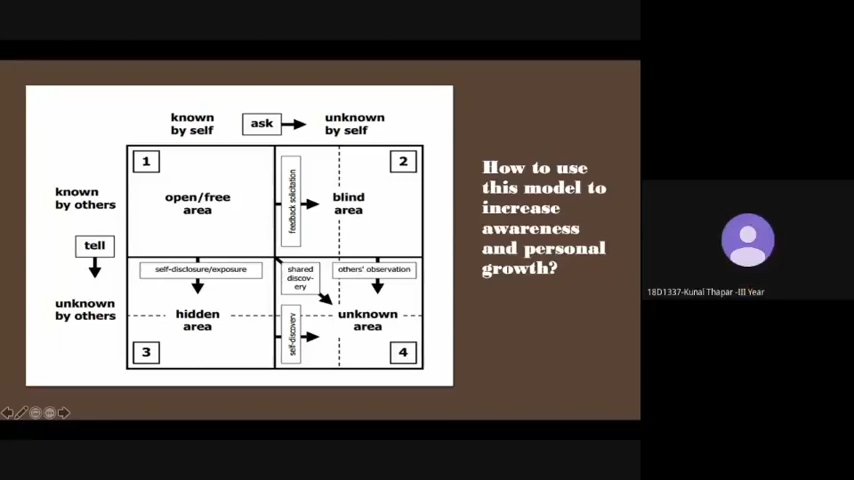 known
by self
ask
unknown
by self
1
2
known
by others
open/free
area
feedback solicitation
blind
area
tell
self-disclosure/exposure
shared
discov-
ery
others' observation
unknown
by others
hidden
area
self-discovery
unknown
area
3
4
How to use
this model to
increase
awareness
and personal
growth?
18D1337-Kunal Thapar -III Year